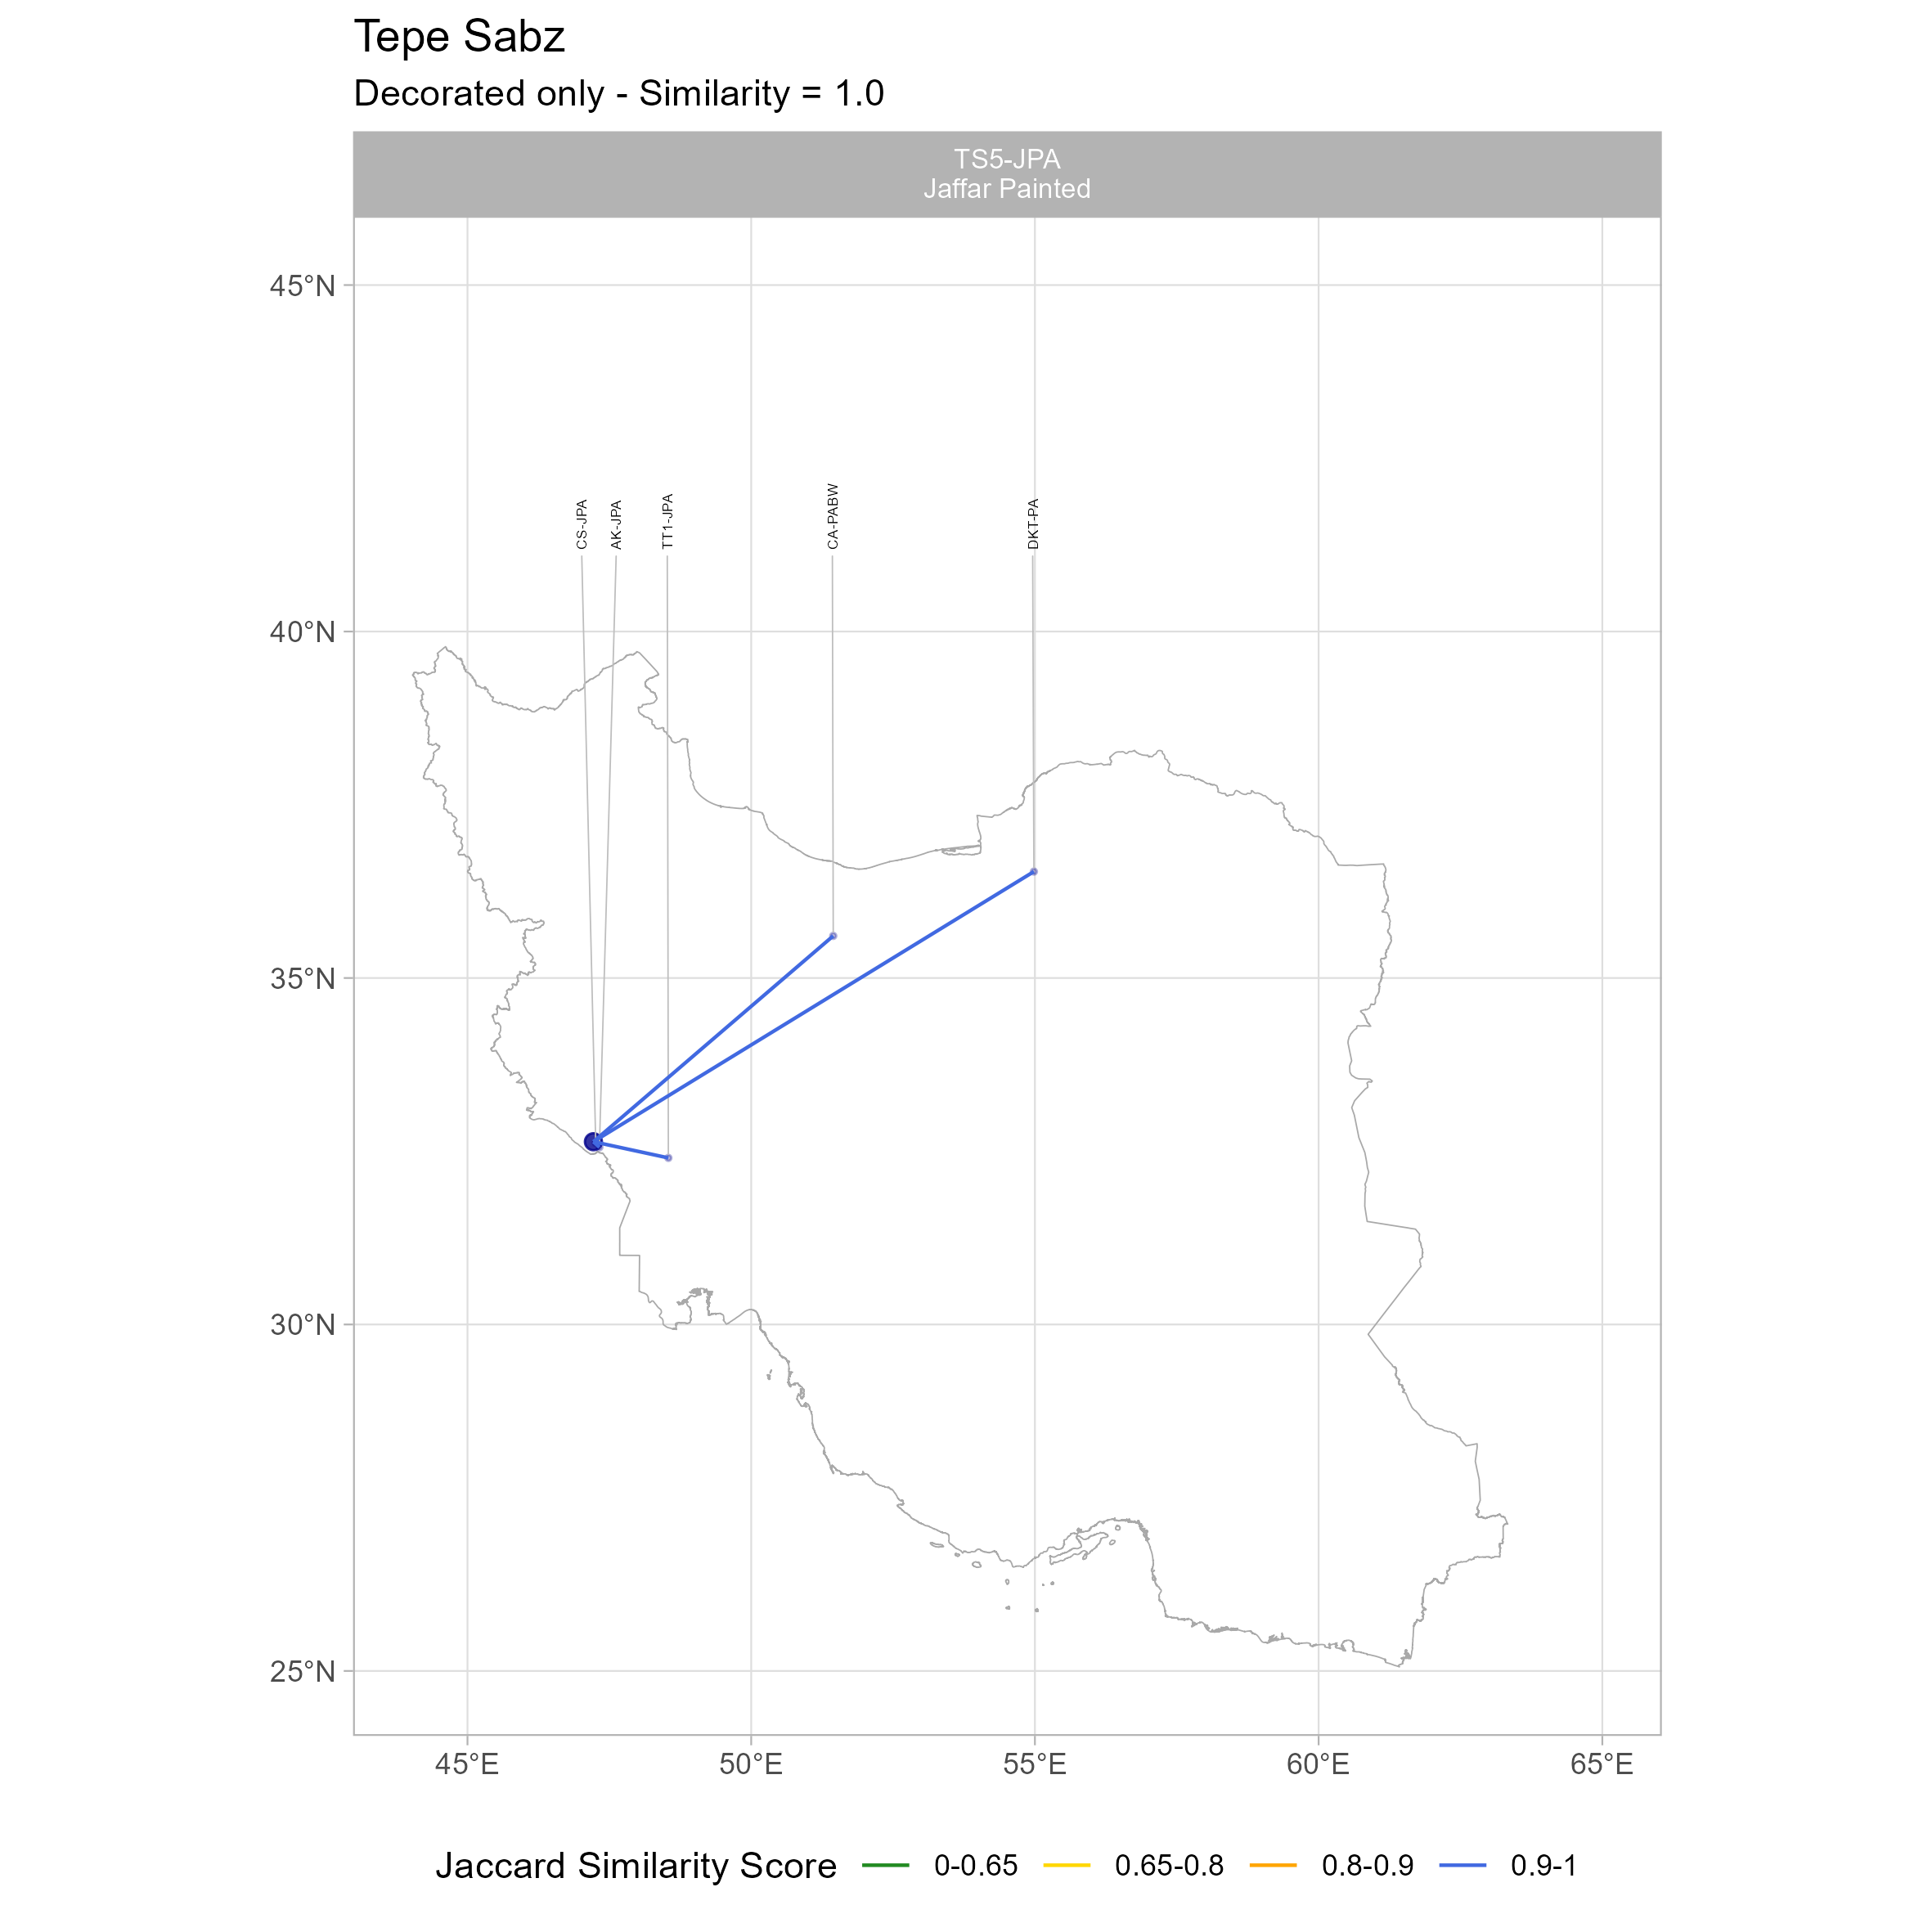 Tepe Sabz
Decorated only - Similarity = 1.0
TS5-JPA
Jaffar Painted
45°N
40°N
35°N
30°N
25°N
CS-JPA
AK-JPA
TT1-JPA
CA-PABW
DKT-PA
45°E
50°E
55°E
60°E
65°E
Jaccard Similarity Score
0-0.65
0.65-0.8
0.8-0.9
0.9-1